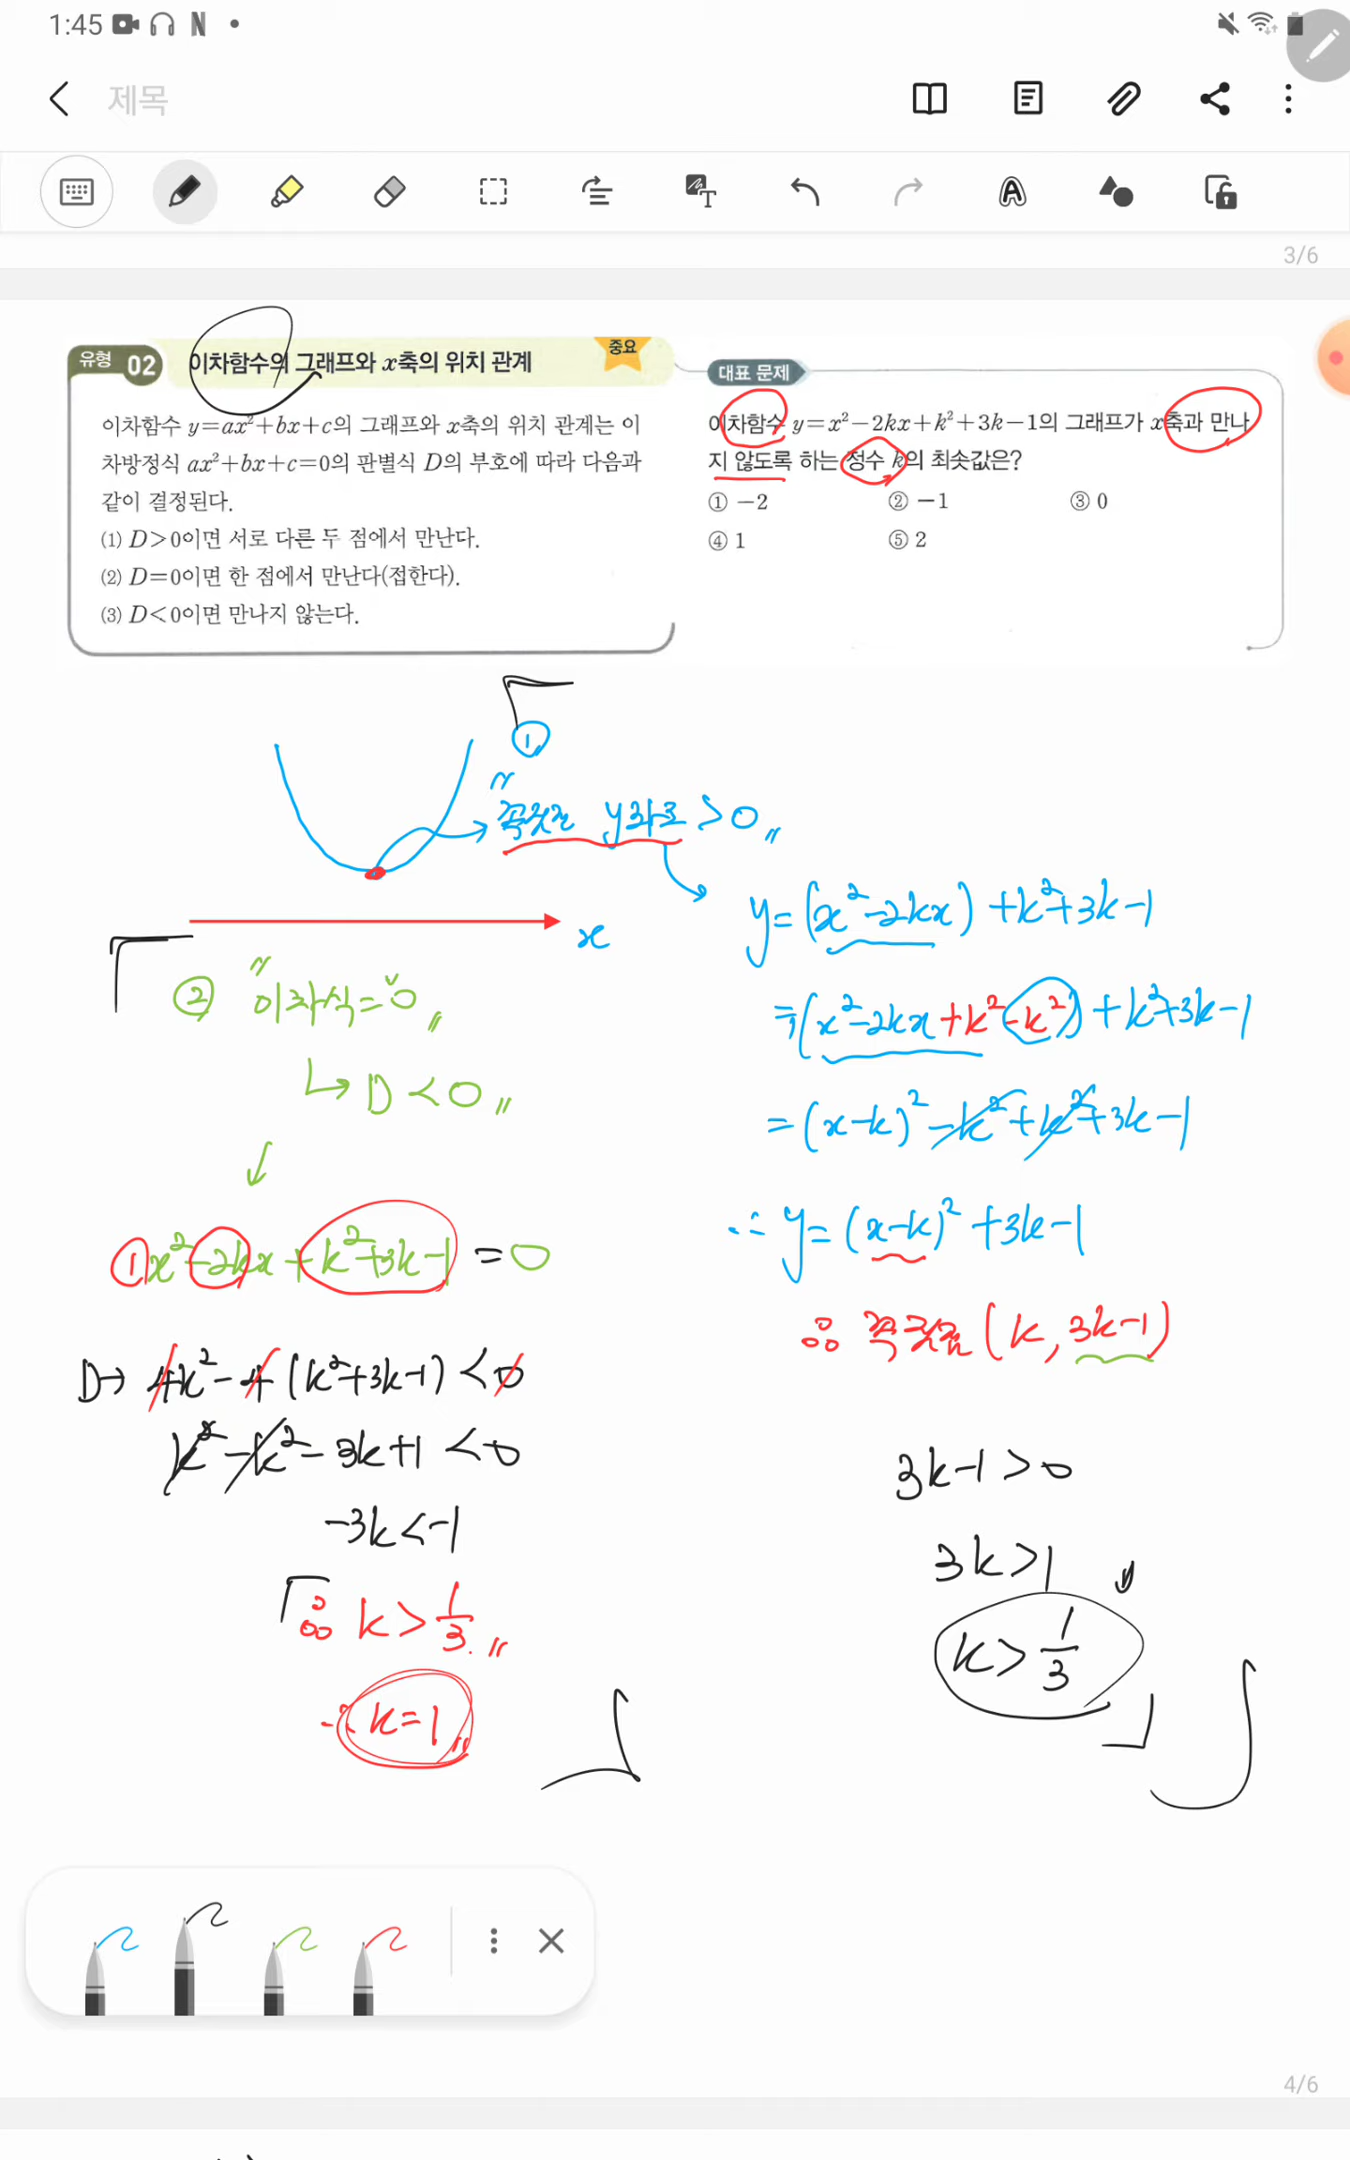 1:45 N
제목
3/6
유형 02 이차함수의 그래프와 x축의 위치 관계 중요
이차함수 y=ax²+bx+c의 그래프와 x축의 위치 관계는 이
차방정식 ax²+bx+c=0의 판별식 D의 부호에 따라 다음과
같이 결정된다.
(1) D>0이면 서로 다른 두 점에서 만난다.
(2) D=0이면 한 점에서 만난다(접한다).
(3) D<0이면 만나지 않는다.
대표 문제
이차함수 y=x²-2kx+k²+3k-1의 그래프가 x축과 만나
지 않도록 하는 정수 k의 최솟값은?
① -2 ② -1 ③ 0
④ 1 ⑤ 2
①
"꼭짓점 y좌표>0"
x
② "이차식=0"
↳ D<0"
↓
①x²-2kx+k²+3k-1=0
D→ 4k²-4(k²+3k-1)<0
k²-k²-3k+1<0
-3k<-1
∴ k>1/3"
∴ k=1"
y=(x²-2kx)+k²+3k-1
=(x²-2kx+k²-k²)+k²+3k-1
=(x-k)²-k²+k²+3k-1
∴ y=(x-k)²+3k-1
∴ 꼭짓점(k, 3k-1)
3k-1>0
3k>1
k>1/3
4/6